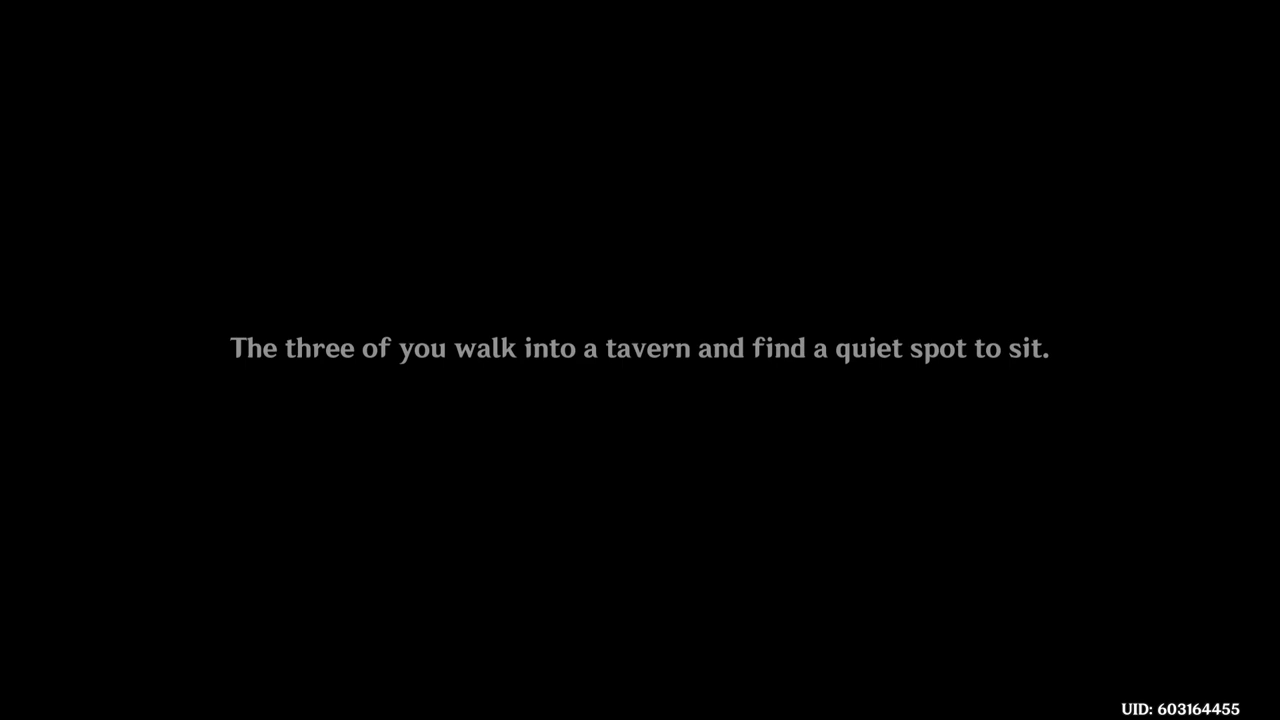 The three of you walk into a tavern and find a quiet spot to sit.
UID: 603164455